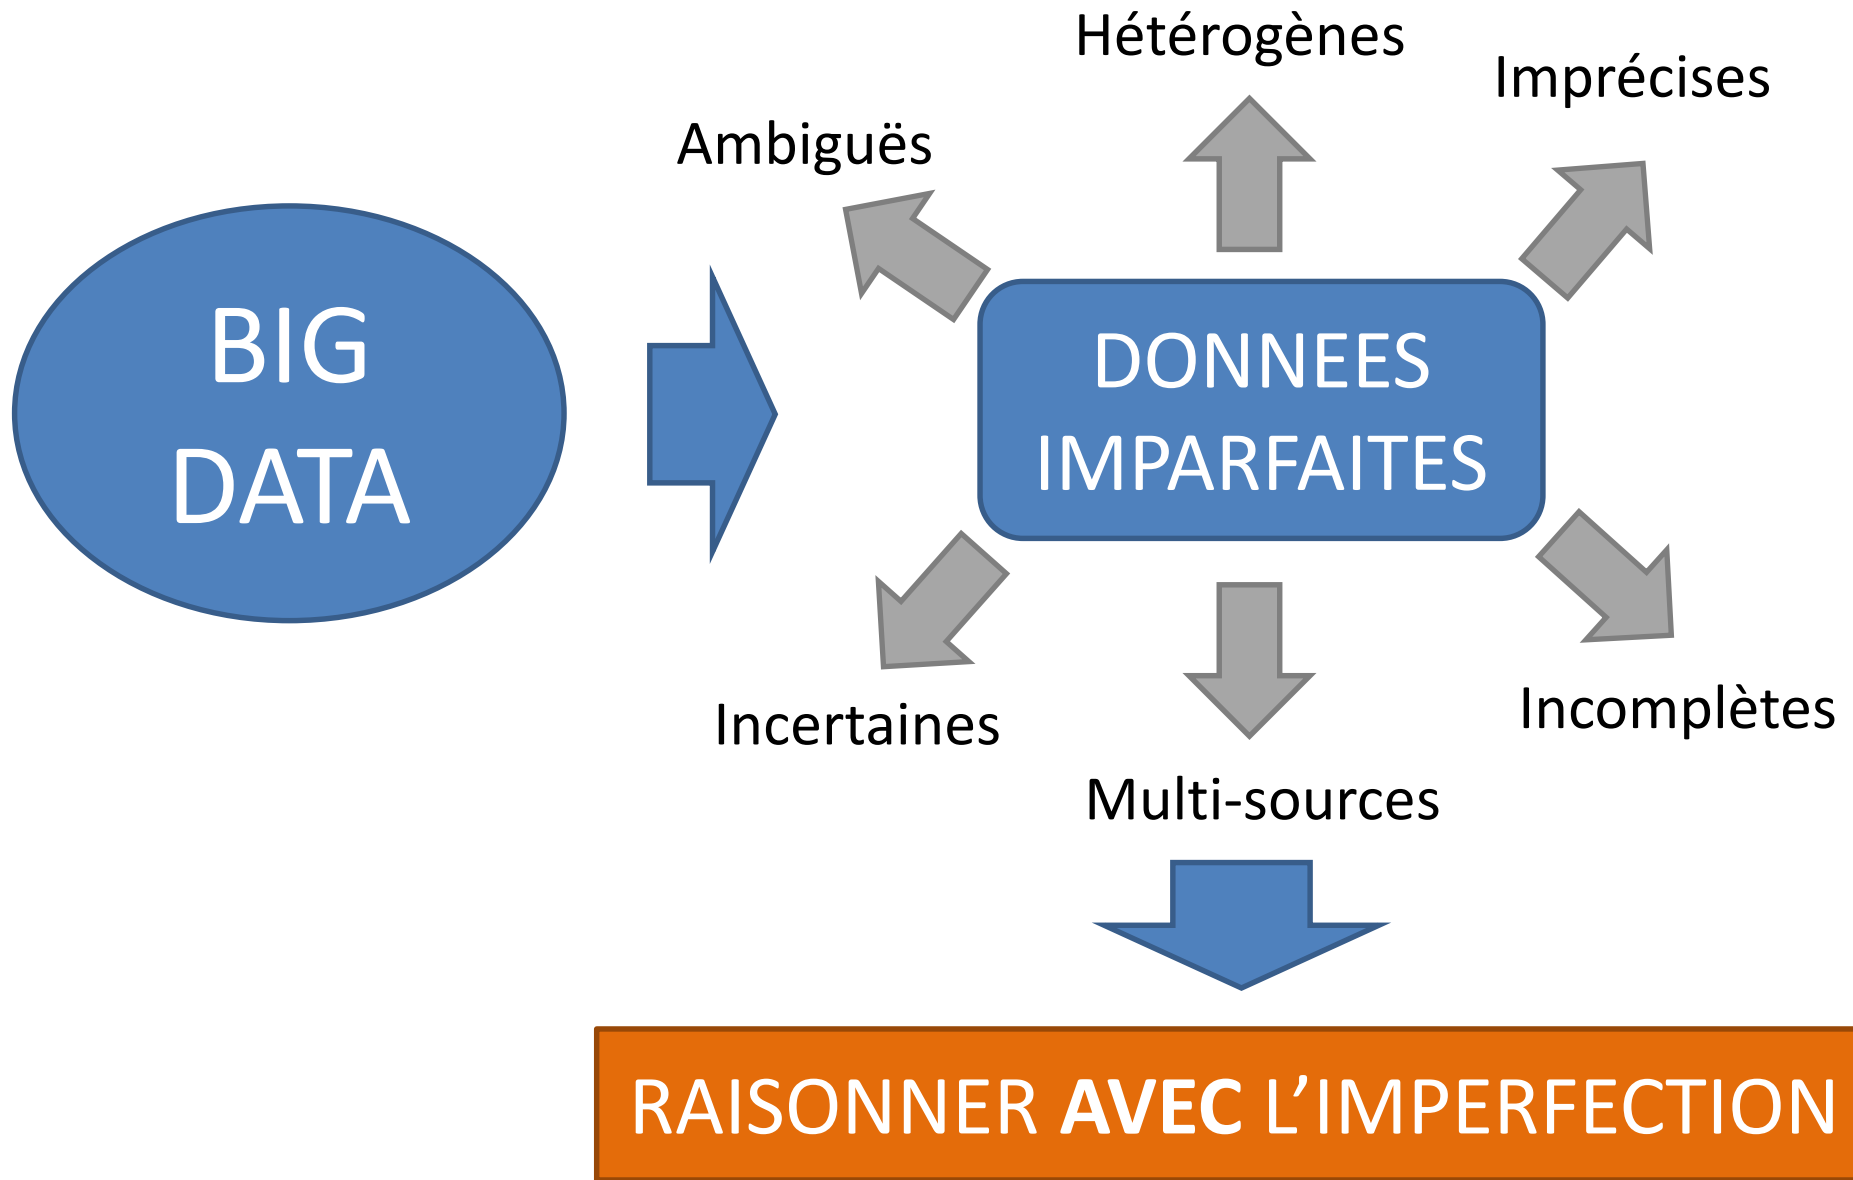 Hétérogènes
Imprécises
Ambiguës
BIG
DATA
DONNEES
IMPARFAITES
Incertaines
Incomplètes
Multi-sources
RAISONNER AVEC L’IMPERFECTION